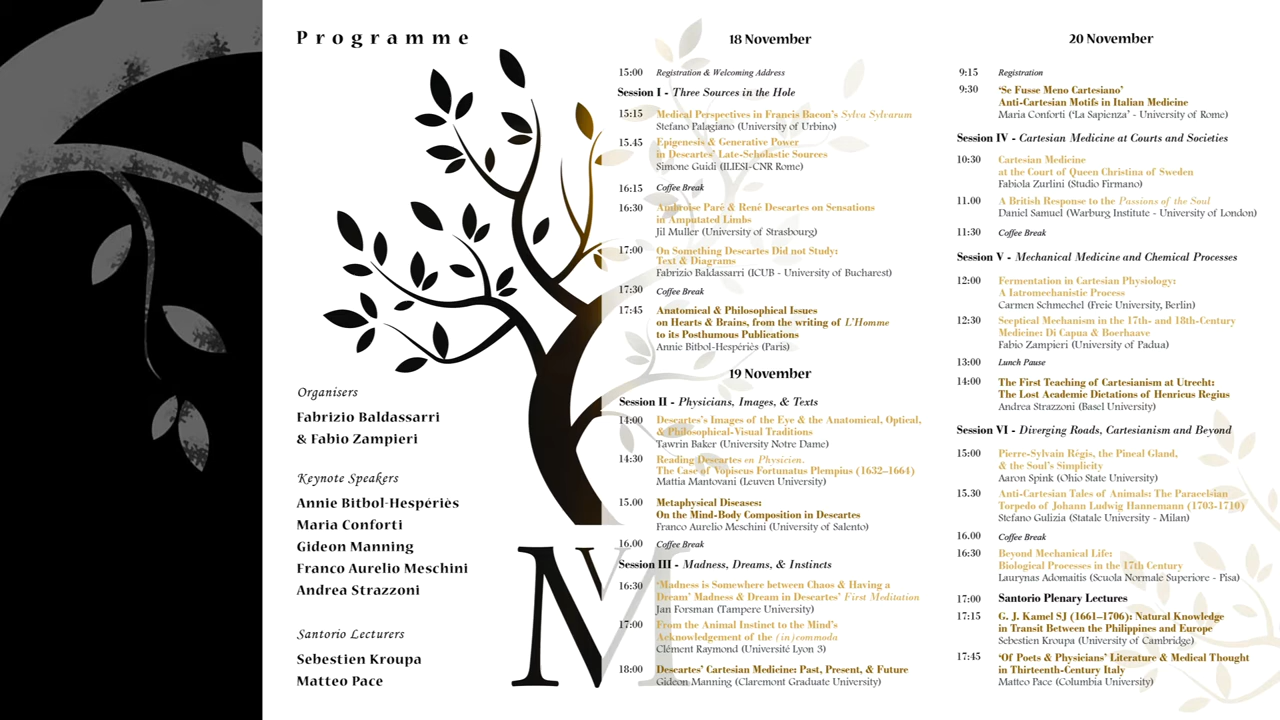 Programme
Organisers
Fabrizio Baldassarri
& Fabio Zampieri
Keynote Speakers
Annie Bitbol-Hespériès
Maria Conforti
Gideon Manning
Franco Aurelio Meschini
Andrea Strazzoni
Santorio Lecturers
Sebestien Kroupa
Matteo Pace
M
18 November
15:00 Registration & Welcoming Address
Session I - Three Sources in the Hole
15:15 Medical Perspectives in Francis Bacon's Sylva Sylvarum
Stefano Palagiano (University of Urbino)
15.45 Epigenesis & Generative Power
in Descartes' Late-Scholastic Sources
Simone Guidi (ILIESI-CNR Rome)
16:15 Coffee Break
16:30 Ambroise Paré & René Descartes on Sensations
in Amputated Limbs
Jil Muller (University of Strasbourg)
17:00 On Something Descartes Did not Study:
Text & Diagrams
Fabrizio Baldassarri (ICUB - University of Bucharest)
17:30 Coffee Break
17:45 Anatomical & Philosophical Issues
on Hearts & Brains, from the writing of L'Homme
to its Posthumous Publications
Annie Bitbol-Hespériès (Paris)
19 November
Session II - Physicians, Images, & Texts
14:00 Descartes's Images of the Eye & the Anatomical, Optical,
& Philosophical-Visual Traditions
Tawrin Baker (University Notre Dame)
14:30 Reading Descartes en Physicien.
The Case of Vopiscus Fortunatus Plempius (1632–1664)
Mattia Mantovani (Leuven University)
15.00 Metaphysical Diseases:
On the Mind-Body Composition in Descartes
Franco Aurelio Meschini (University of Salento)
16.00 Coffee Break
Session III - Madness, Dreams, & Instincts
16:30 'Madness is Somewhere between Chaos & Having a
Dream' Madness & Dream in Descartes' First Meditation
Jan Forsman (Tampere University)
17:00 From the Animal Instinct to the Mind's
Acknowledgement of the (in)commoda
Clément Raymond (Université Lyon 3)
18:00 Descartes' Cartesian Medicine: Past, Present, & Future
Gideon Manning (Claremont Graduate University)
20 November
9:15 Registration
9:30 'Se Fusse Meno Cartesiano'
Anti-Cartesian Motifs in Italian Medicine
Maria Conforti ('La Sapienza' - University of Rome)
Session IV - Cartesian Medicine at Courts and Societies
10:30 Cartesian Medicine
at the Court of Queen Christina of Sweden
Fabiola Zurlini (Studio Firmano)
11.00 A British Response to the Passions of the Soul
Daniel Samuel (Warburg Institute - University of London)
11:30 Coffee Break
Session V - Mechanical Medicine and Chemical Processes
12:00 Fermentation in Cartesian Physiology:
A Iatromechanistic Process
Carmen Schmechel (Freie University, Berlin)
12:30 Sceptical Mechanism in the 17th- and 18th-Century
Medicine: Di Capua & Boerhaave
Fabio Zampieri (University of Padua)
13:00 Lunch Pause
14:00 The First Teaching of Cartesianism at Utrecht:
The Lost Academic Dictations of Henricus Regius
Andrea Strazzoni (Basel University)
Session VI - Diverging Roads, Cartesianism and Beyond
15:00 Pierre-Sylvain Régis, the Pineal Gland,
& the Soul's Simplicity
Aaron Spink (Ohio State University)
15.30 Anti-Cartesian Tales of Animals: The Paracelsian
Torpedo of Johann Ludwig Hannemann (1703-1710)
Stefano Gulizia (Statale University - Milan)
16.00 Coffee Break
16:30 Beyond Mechanical Life:
Biological Processes in the 17th Century
Laurynas Adomaitis (Scuola Normale Superiore - Pisa)
17:00 Santorio Plenary Lectures
17:15 G. J. Kamel SJ (1661–1706): Natural Knowledge
in Transit Between the Philippines and Europe
Sebestien Kroupa (University of Cambridge)
17:45 'Of Poets & Physicians' Literature & Medical Thought
in Thirteenth-Century Italy
Matteo Pace (Columbia University)